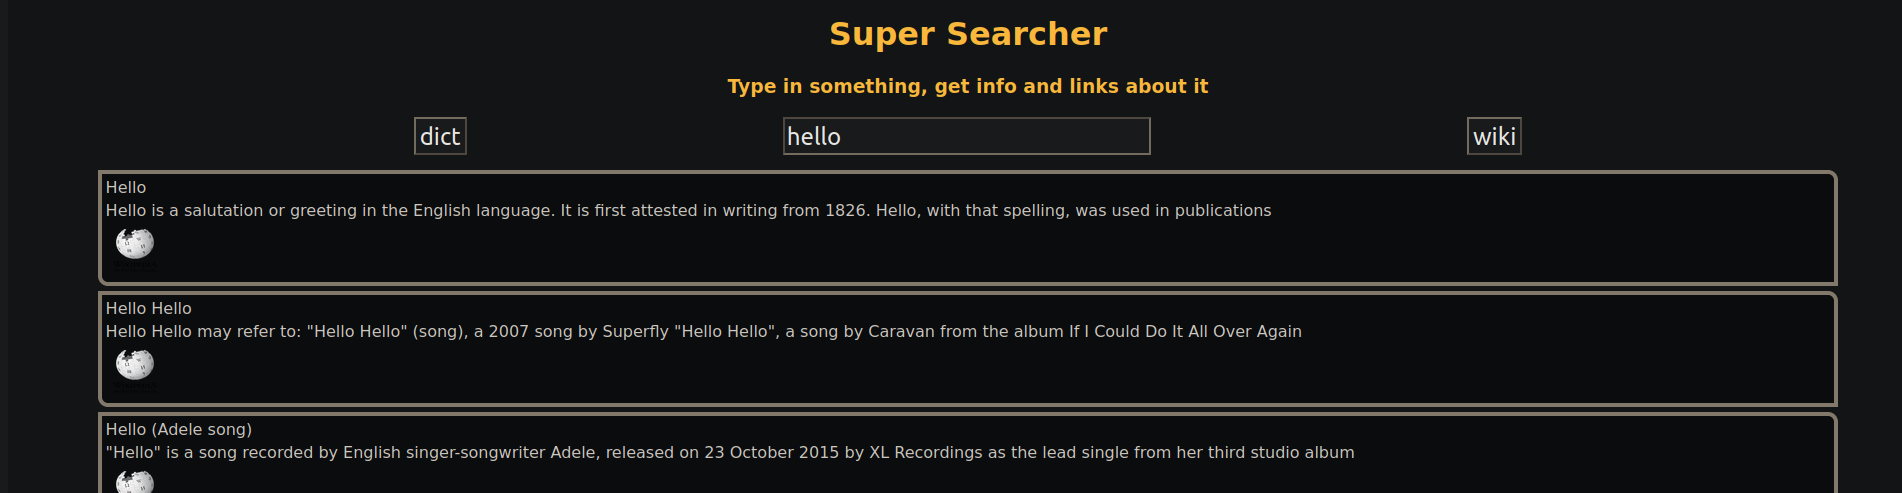 Super Searcher
Type in something, get info and links about it
dict hello wiki
Hello
Hello is a salutation or greeting in the English language. It is first attested in writing from 1826. Hello, with that spelling, was used in publications
Hello Hello
Hello Hello may refer to: "Hello Hello" (song), a 2007 song by Superfly "Hello Hello", a song by Caravan from the album If I Could Do It All Over Again
Hello (Adele song)
"Hello" is a song recorded by English singer-songwriter Adele, released on 23 October 2015 by XL Recordings as the lead single from her third studio album